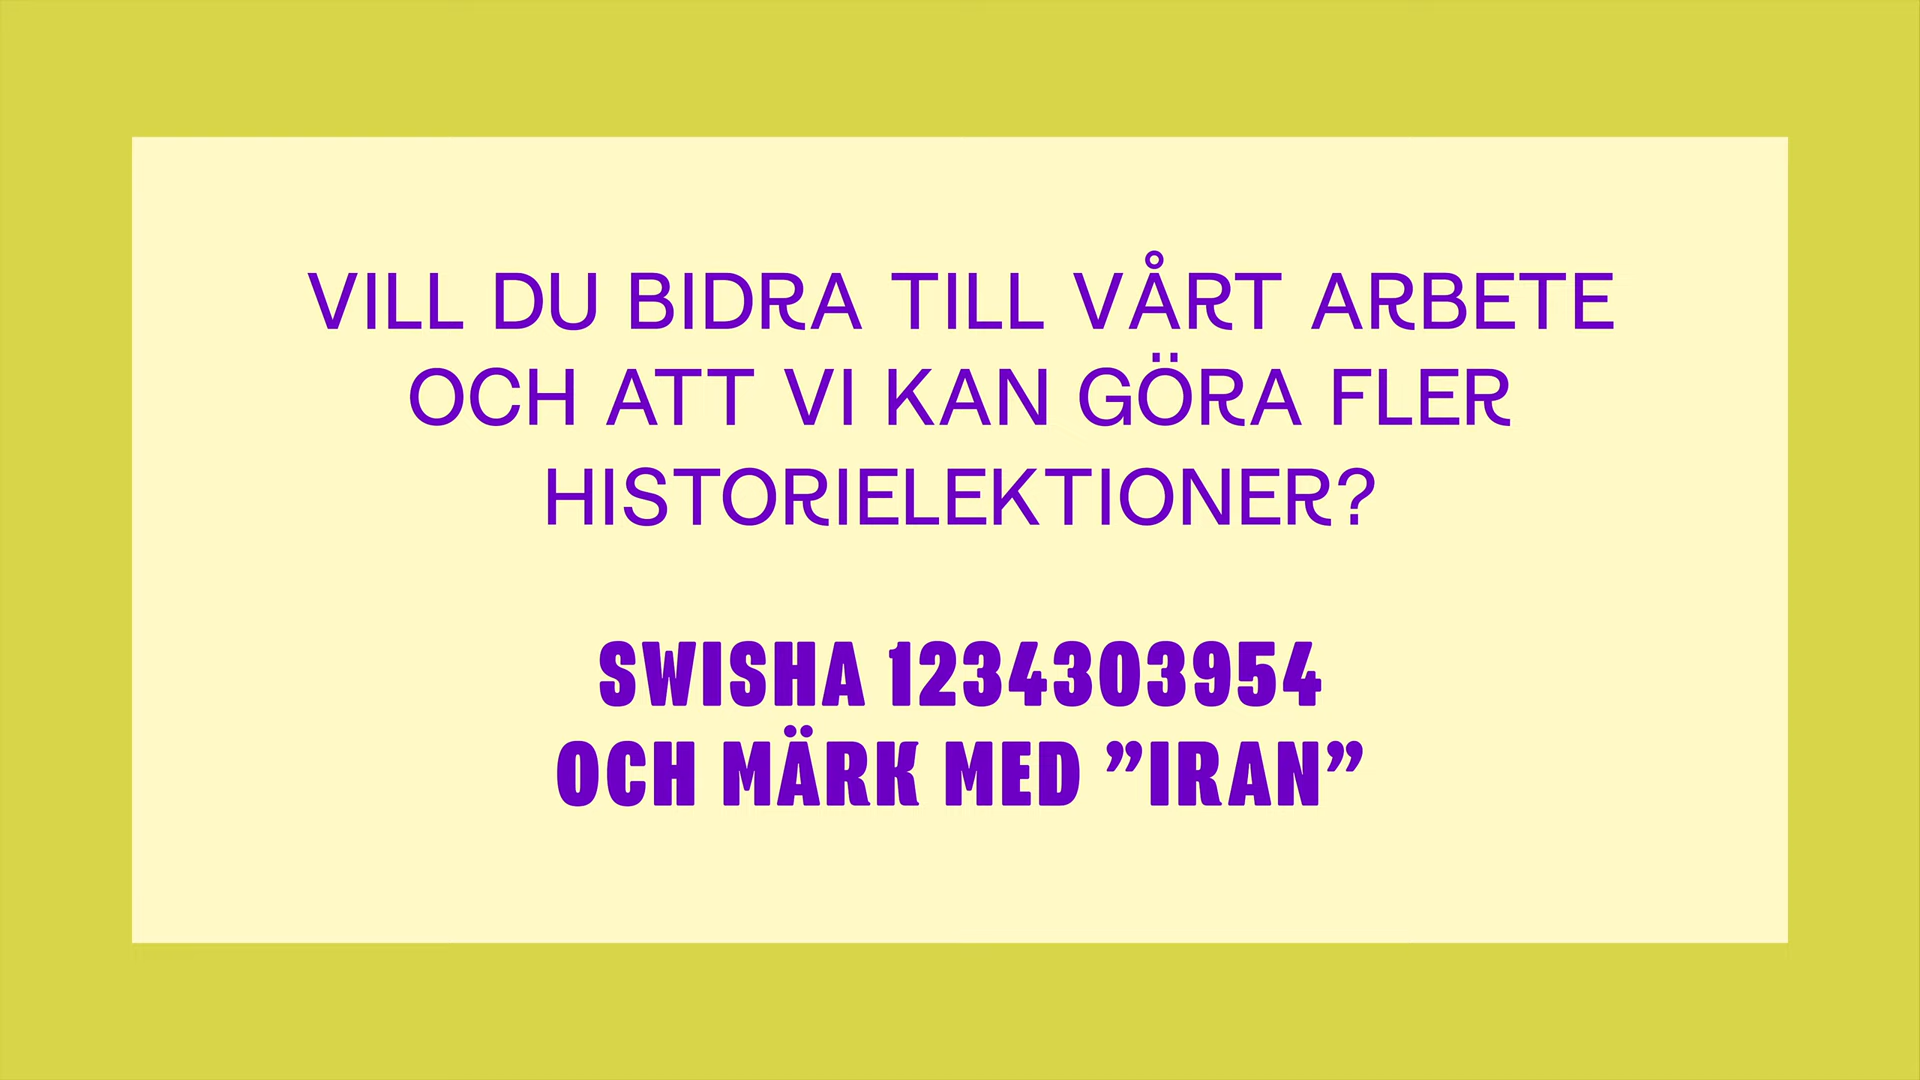 VILL DU BIDRA TILL VÅRT ARBETE
OCH ATT VI KAN GÖRA FLER
HISTORIELEKTIONER?
SWISHA 1234303954
OCH MÄRK MED ”IRAN”